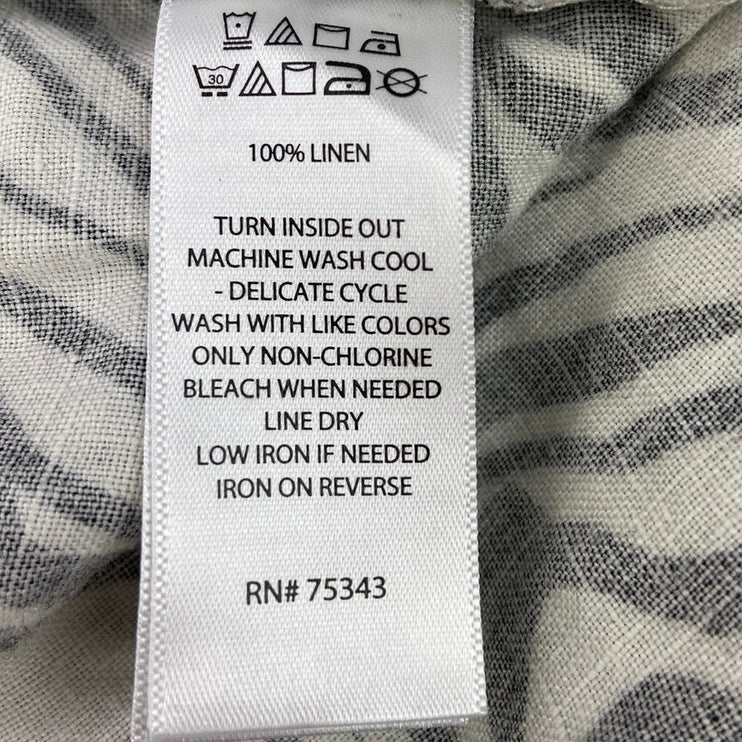 30
100% LINEN
TURN INSIDE OUT
MACHINE WASH COOL
- DELICATE CYCLE
WASH WITH LIKE COLORS
ONLY NON-CHLORINE
BLEACH WHEN NEEDED
LINE DRY
LOW IRON IF NEEDED
IRON ON REVERSE
RN# 75343